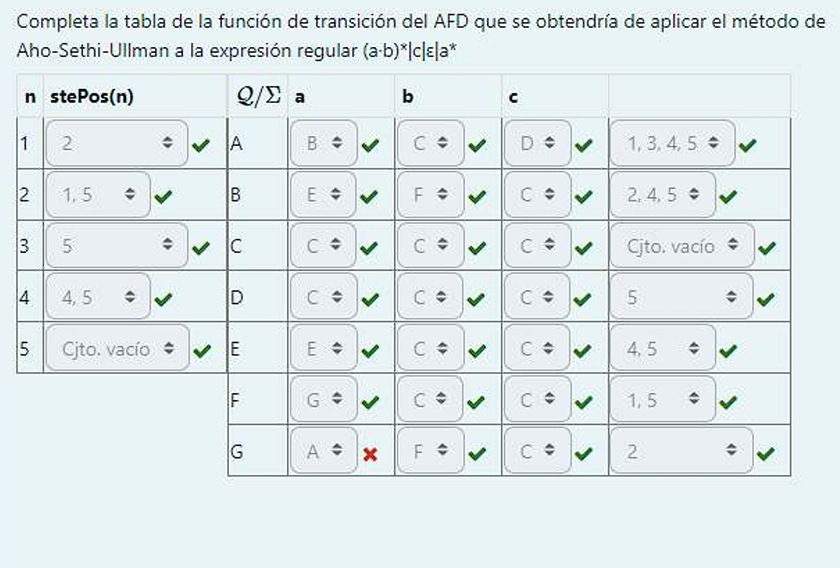 Completa la tabla de la función de transición del AFD que se obtendría de aplicar el método de
Aho-Sethi-Ullman a la expresión regular (a·b)*|c|ε|a*
n stePos(n) Q/Σ a b c
1 2 A B C D 1, 3, 4, 5
2 1, 5 B E F C 2, 4, 5
3 5 C C C C Cjto. vacío
4 4, 5 D C C C 5
5 Cjto. vacío E E C C 4, 5
F G C C 1, 5
G A F C 2